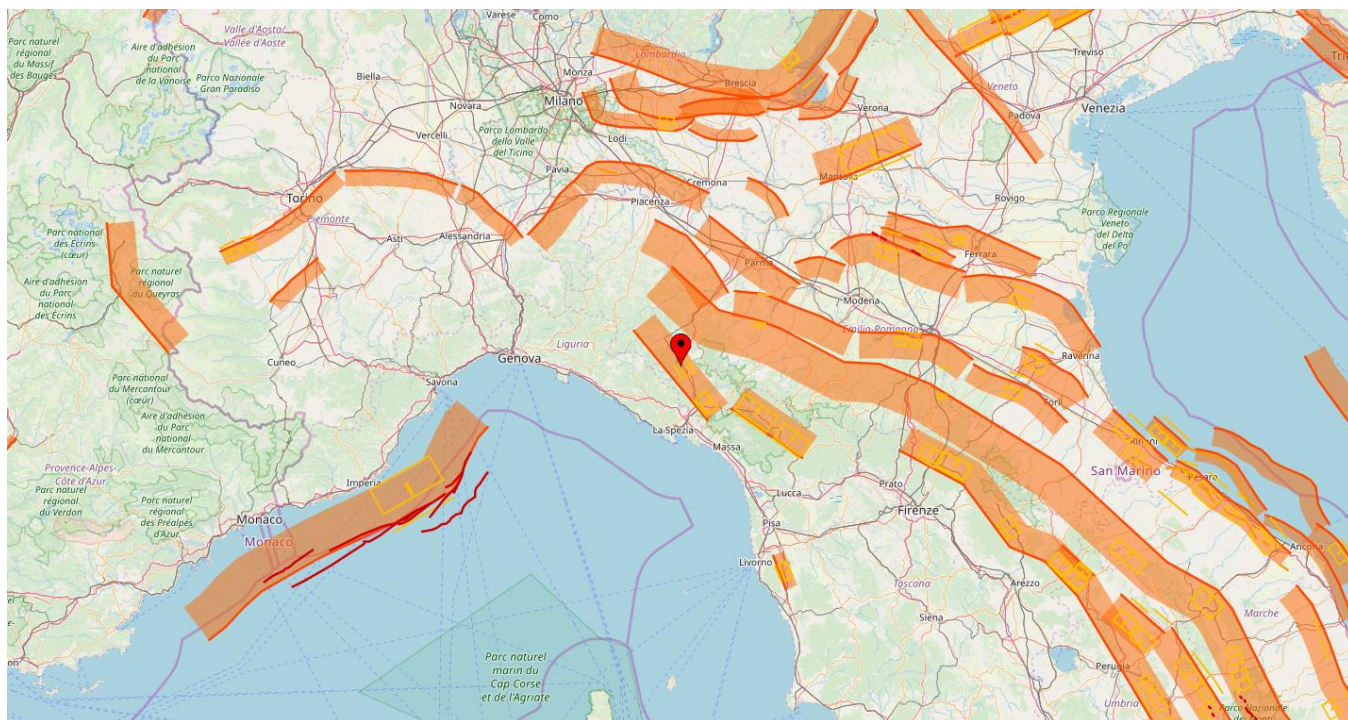 Valle d'Aosta/
Vallée d'Aoste
Varese
Como
Parc naturel
régional
du Massif
des Bauges
Aire d'adhésion
du Parc
national
de la Vanoise
Parco Nazionale
Gran Paradiso
Biella
Monza
Lombardia
Brescia
Treviso
Veneto
Venezia
Padova
Verona
Novara
Milano
Vercelli
Parco Lombardo
della Valle
del Ticino
Lodi
Pavia
Cremona
Piacenza
Mantova
Rovigo
Parco Regionale
Veneto
del Delta
del Po
Torino
Piemonte
Asti
Alessandria
Parc national
des Écrins
(cœur)
Parc naturel
régional
du Queyras
Aire d'adhésion
du Parc
national des
Écrins
Parma
Ferrara
Modena
Emilia-Romagna
Ravenna
Forlì
Cuneo
Genova
Liguria
Savona
Parc national
du Mercantour
(cœur)
Aire d'adhésion
du Parc
national du
Mercantour
La Spezia
Massa
Rimini
San Marino
Pesaro
Provence-Alpes-
Côte d'Azur
Parc naturel
régional
du Verdon
Parc naturel
régional des
Préalpes
d'Azur
Imperia
Monaco
Monaco
Lucca
Prato
Firenze
Pisa
Livorno
Ancona
Toscana
Arezzo
Siena
Marche
Perugia
Umbria
Parc naturel
marin du
Cap Corse
et de l'Agriate
Parco Nazionale